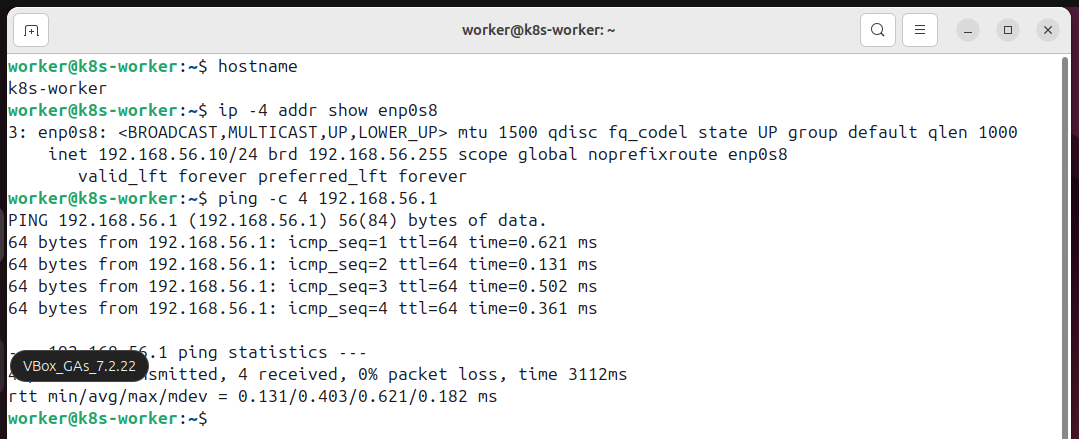 worker@k8s-worker: ~
worker@k8s-worker:~$ hostname
k8s-worker
worker@k8s-worker:~$ ip -4 addr show enp0s8
3: enp0s8: <BROADCAST,MULTICAST,UP,LOWER_UP> mtu 1500 qdisc fq_codel state UP group default qlen 1000
    inet 192.168.56.10/24 brd 192.168.56.255 scope global noprefixroute enp0s8
       valid_lft forever preferred_lft forever
worker@k8s-worker:~$ ping -c 4 192.168.56.1
PING 192.168.56.1 (192.168.56.1) 56(84) bytes of data.
64 bytes from 192.168.56.1: icmp_seq=1 ttl=64 time=0.621 ms
64 bytes from 192.168.56.1: icmp_seq=2 ttl=64 time=0.131 ms
64 bytes from 192.168.56.1: icmp_seq=3 ttl=64 time=0.502 ms
64 bytes from 192.168.56.1: icmp_seq=4 ttl=64 time=0.361 ms
192.168.56.1 ping statistics ---
VBox_GAs_7.2.22
4 received, 0% packet loss, time 3112ms
rtt min/avg/max/mdev = 0.131/0.403/0.621/0.182 ms
worker@k8s-worker:~$